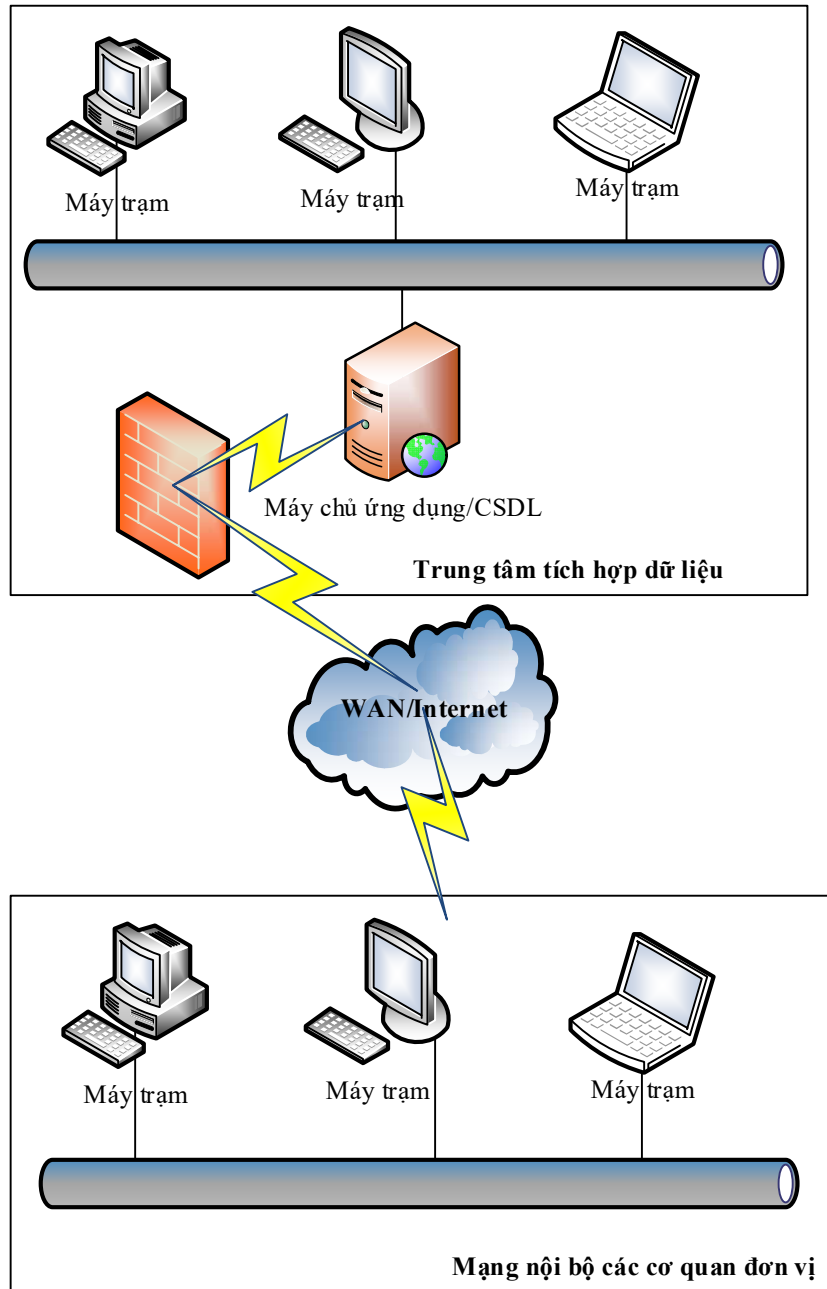 Máy trạm
Máy trạm
Máy trạm
Máy chủ ứng dụng/CSDL
Trung tâm tích hợp dữ liệu
WAN/Internet
Máy trạm
Máy trạm
Máy trạm
Mạng nội bộ các cơ quan đơn vị